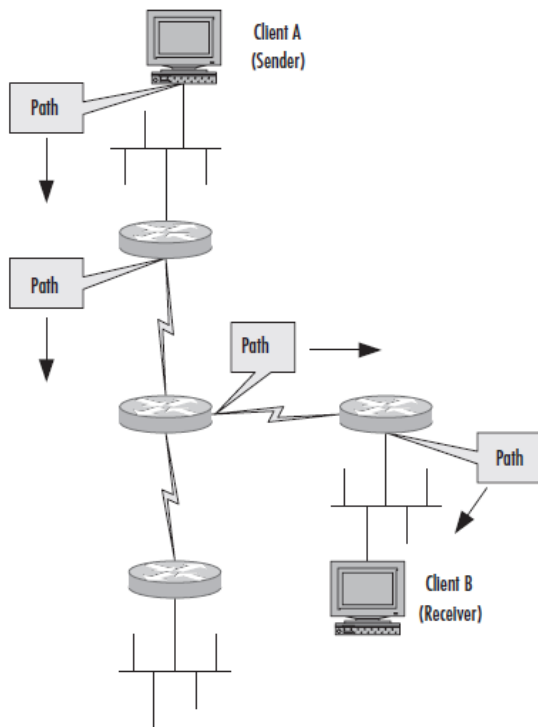 Client A
(Sender)
Path
Path
Path
Path
Client B
(Receiver)